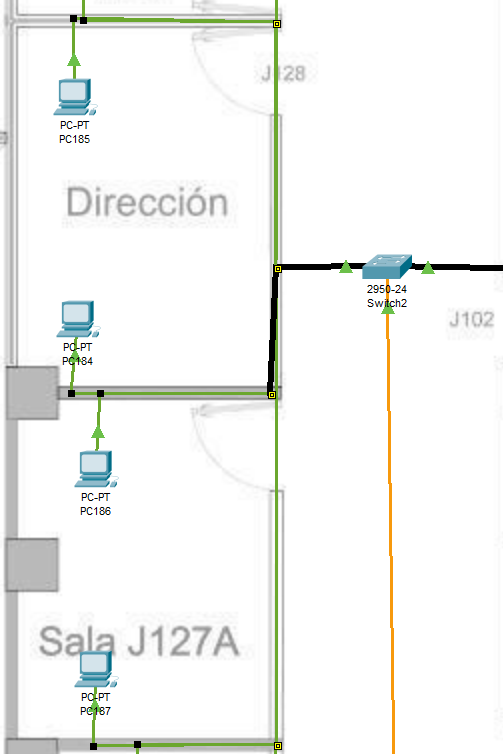 J128
PC-PT
PC185
Dirección
2950-24
Switch2
J102
PC-PT
PC184
PC-PT
PC186
Sala J127A
PC-PT
PC187